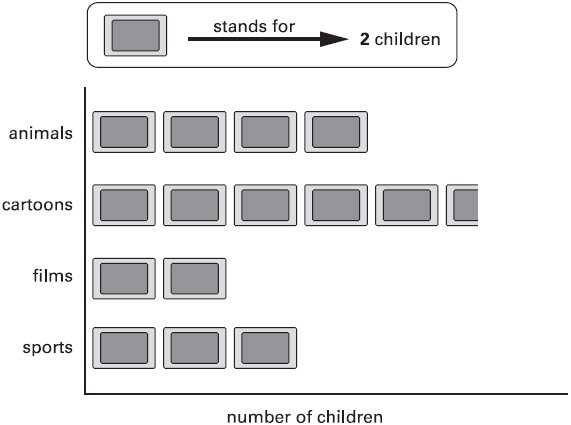 stands for
2 children
animals
cartoons
films
sports
number of children